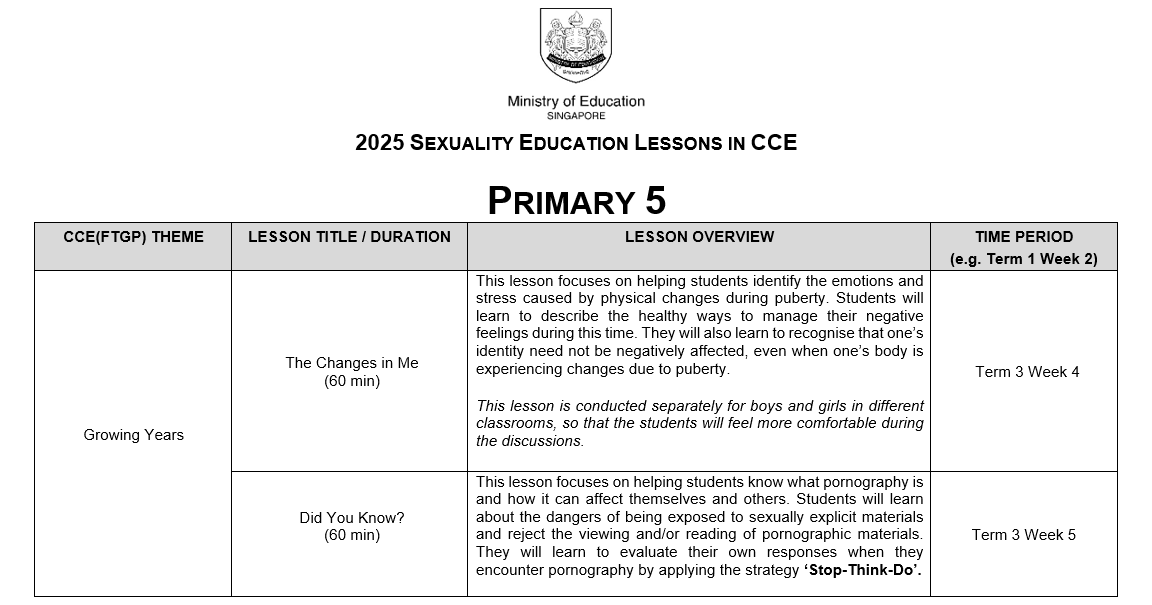 Ministry of Education
SINGAPORE
2025 SEXUALITY EDUCATION LESSONS IN CCE
PRIMARY 5
CCE(FTGP) THEME
LESSON TITLE / DURATION
LESSON OVERVIEW
TIME PERIOD
(e.g. Term 1 Week 2)
Growing Years
The Changes in Me
(60 min)
This lesson focuses on helping students identify the emotions and
stress caused by physical changes during puberty. Students will
learn to describe the healthy ways to manage their negative
feelings during this time. They will also learn to recognise that one’s
identity need not be negatively affected, even when one’s body is
experiencing changes due to puberty.
This lesson is conducted separately for boys and girls in different
classrooms, so that the students will feel more comfortable during
the discussions.
Term 3 Week 4
Did You Know?
(60 min)
This lesson focuses on helping students know what pornography is
and how it can affect themselves and others. Students will learn
about the dangers of being exposed to sexually explicit materials
and reject the viewing and/or reading of pornographic materials.
They will learn to evaluate their own responses when they
encounter pornography by applying the strategy ‘Stop-Think-Do’.
Term 3 Week 5